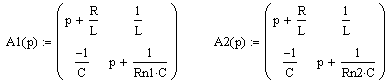 A1(p) := ( p + R/L   1/L )   A2(p) := ( p + R/L   1/L )
( -1/C   p + 1/(Rn1·C) )   ( -1/C   p + 1/(Rn2·C) )